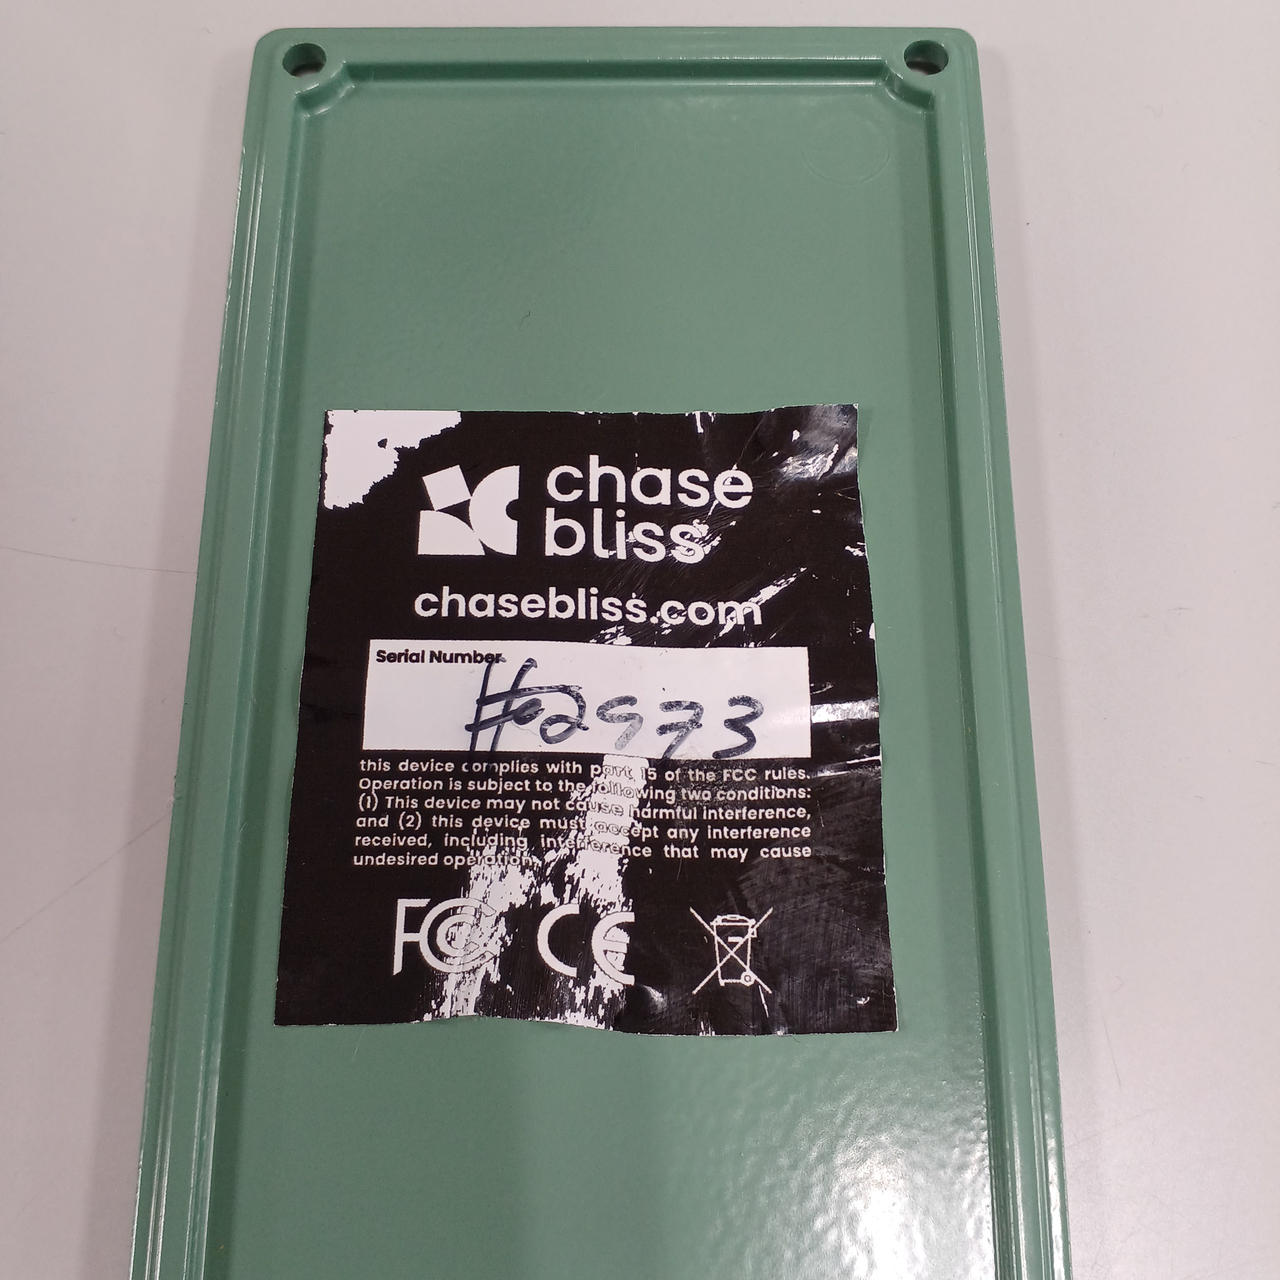 chase
bliss
chasebliss.com
Serial Number
#2973
this device complies with part 15 of the FCC rules.
Operation is subject to the following two conditions:
(1) This device may not cause harmful interference,
and (2) this device must accept any interference
received, including interference that may cause
undesired operation.
FC CE